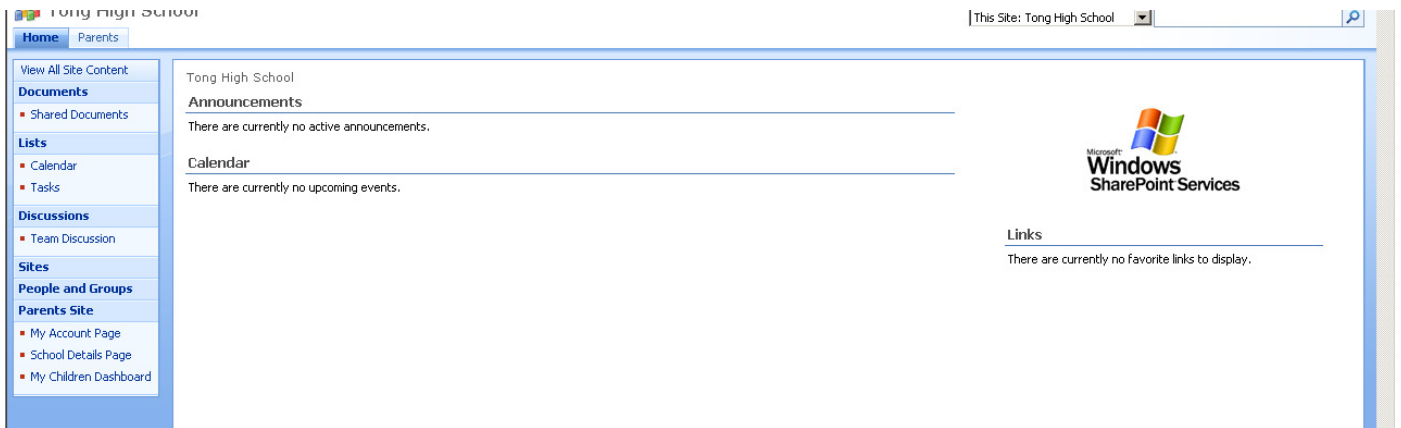 Tong High School
This Site: Tong High School
Home Parents
View All Site Content
Documents
Shared Documents
Lists
Calendar
Tasks
Discussions
Team Discussion
Sites
People and Groups
Parents Site
My Account Page
School Details Page
My Children Dashboard
Tong High School
Announcements
There are currently no active announcements.
Calendar
There are currently no upcoming events.
Microsoft
Windows
SharePoint Services
Links
There are currently no favorite links to display.